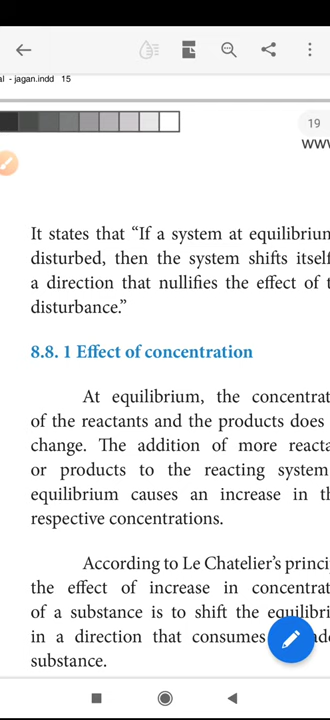 al - jagan.indd 15
19
www
It states that “If a system at equilibrium
disturbed, then the system shifts itself
a direction that nullifies the effect of t
disturbance.”
8.8. 1 Effect of concentration
At equilibrium, the concentrat
of the reactants and the products does
change. The addition of more reacta
or products to the reacting system
equilibrium causes an increase in th
respective concentrations.
According to Le Chatelier’s princi
the effect of increase in concentrat
of a substance is to shift the equilibri
in a direction that consumes
substance.